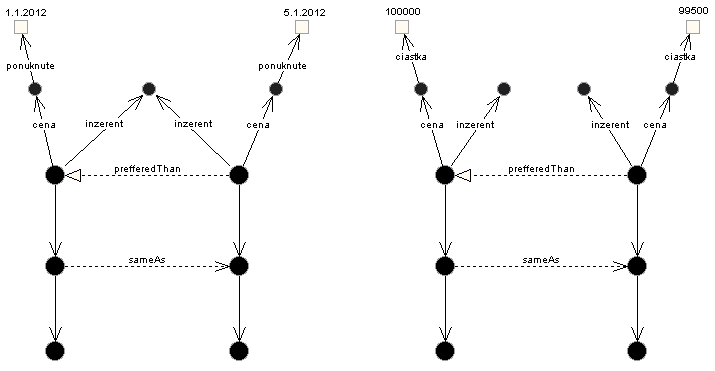 1.1.2012
5.1.2012
100000
99500
ponuknute
ponuknute
ciastka
ciastka
cena
inzerent
inzerent
cena
cena
inzerent
inzerent
cena
prefferedThan
prefferedThan
sameAs
sameAs